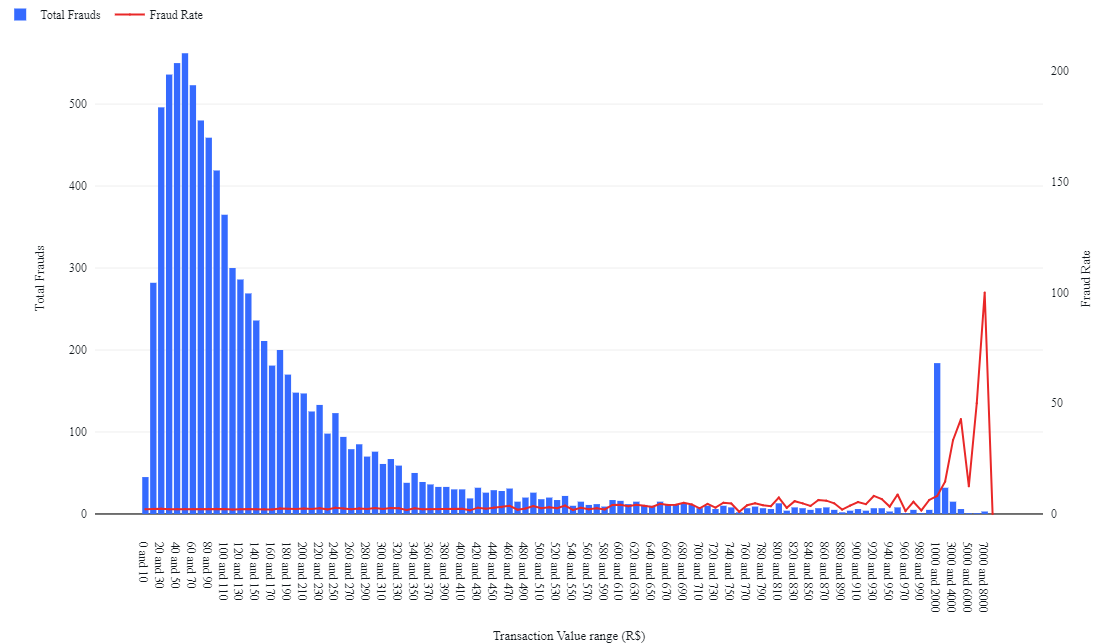 Total Frauds Fraud Rate
500
400
300
200
100
0
Total Frauds
200
150
100
50
0
Fraud Rate
0 and 10
20 and 30
40 and 50
60 and 70
80 and 90
100 and 110
120 and 130
140 and 150
160 and 170
180 and 190
200 and 210
220 and 230
240 and 250
260 and 270
280 and 290
300 and 310
320 and 330
340 and 350
360 and 370
380 and 390
400 and 410
420 and 430
440 and 450
460 and 470
480 and 490
500 and 510
520 and 530
540 and 550
560 and 570
580 and 590
600 and 610
620 and 630
640 and 650
660 and 670
680 and 690
700 and 710
720 and 730
740 and 750
760 and 770
780 and 790
800 and 810
820 and 830
840 and 850
860 and 870
880 and 890
900 and 910
920 and 930
940 and 950
960 and 970
980 and 990
1000 and 2000
3000 and 4000
5000 and 6000
7000 and 8000
Transaction Value range (R$)